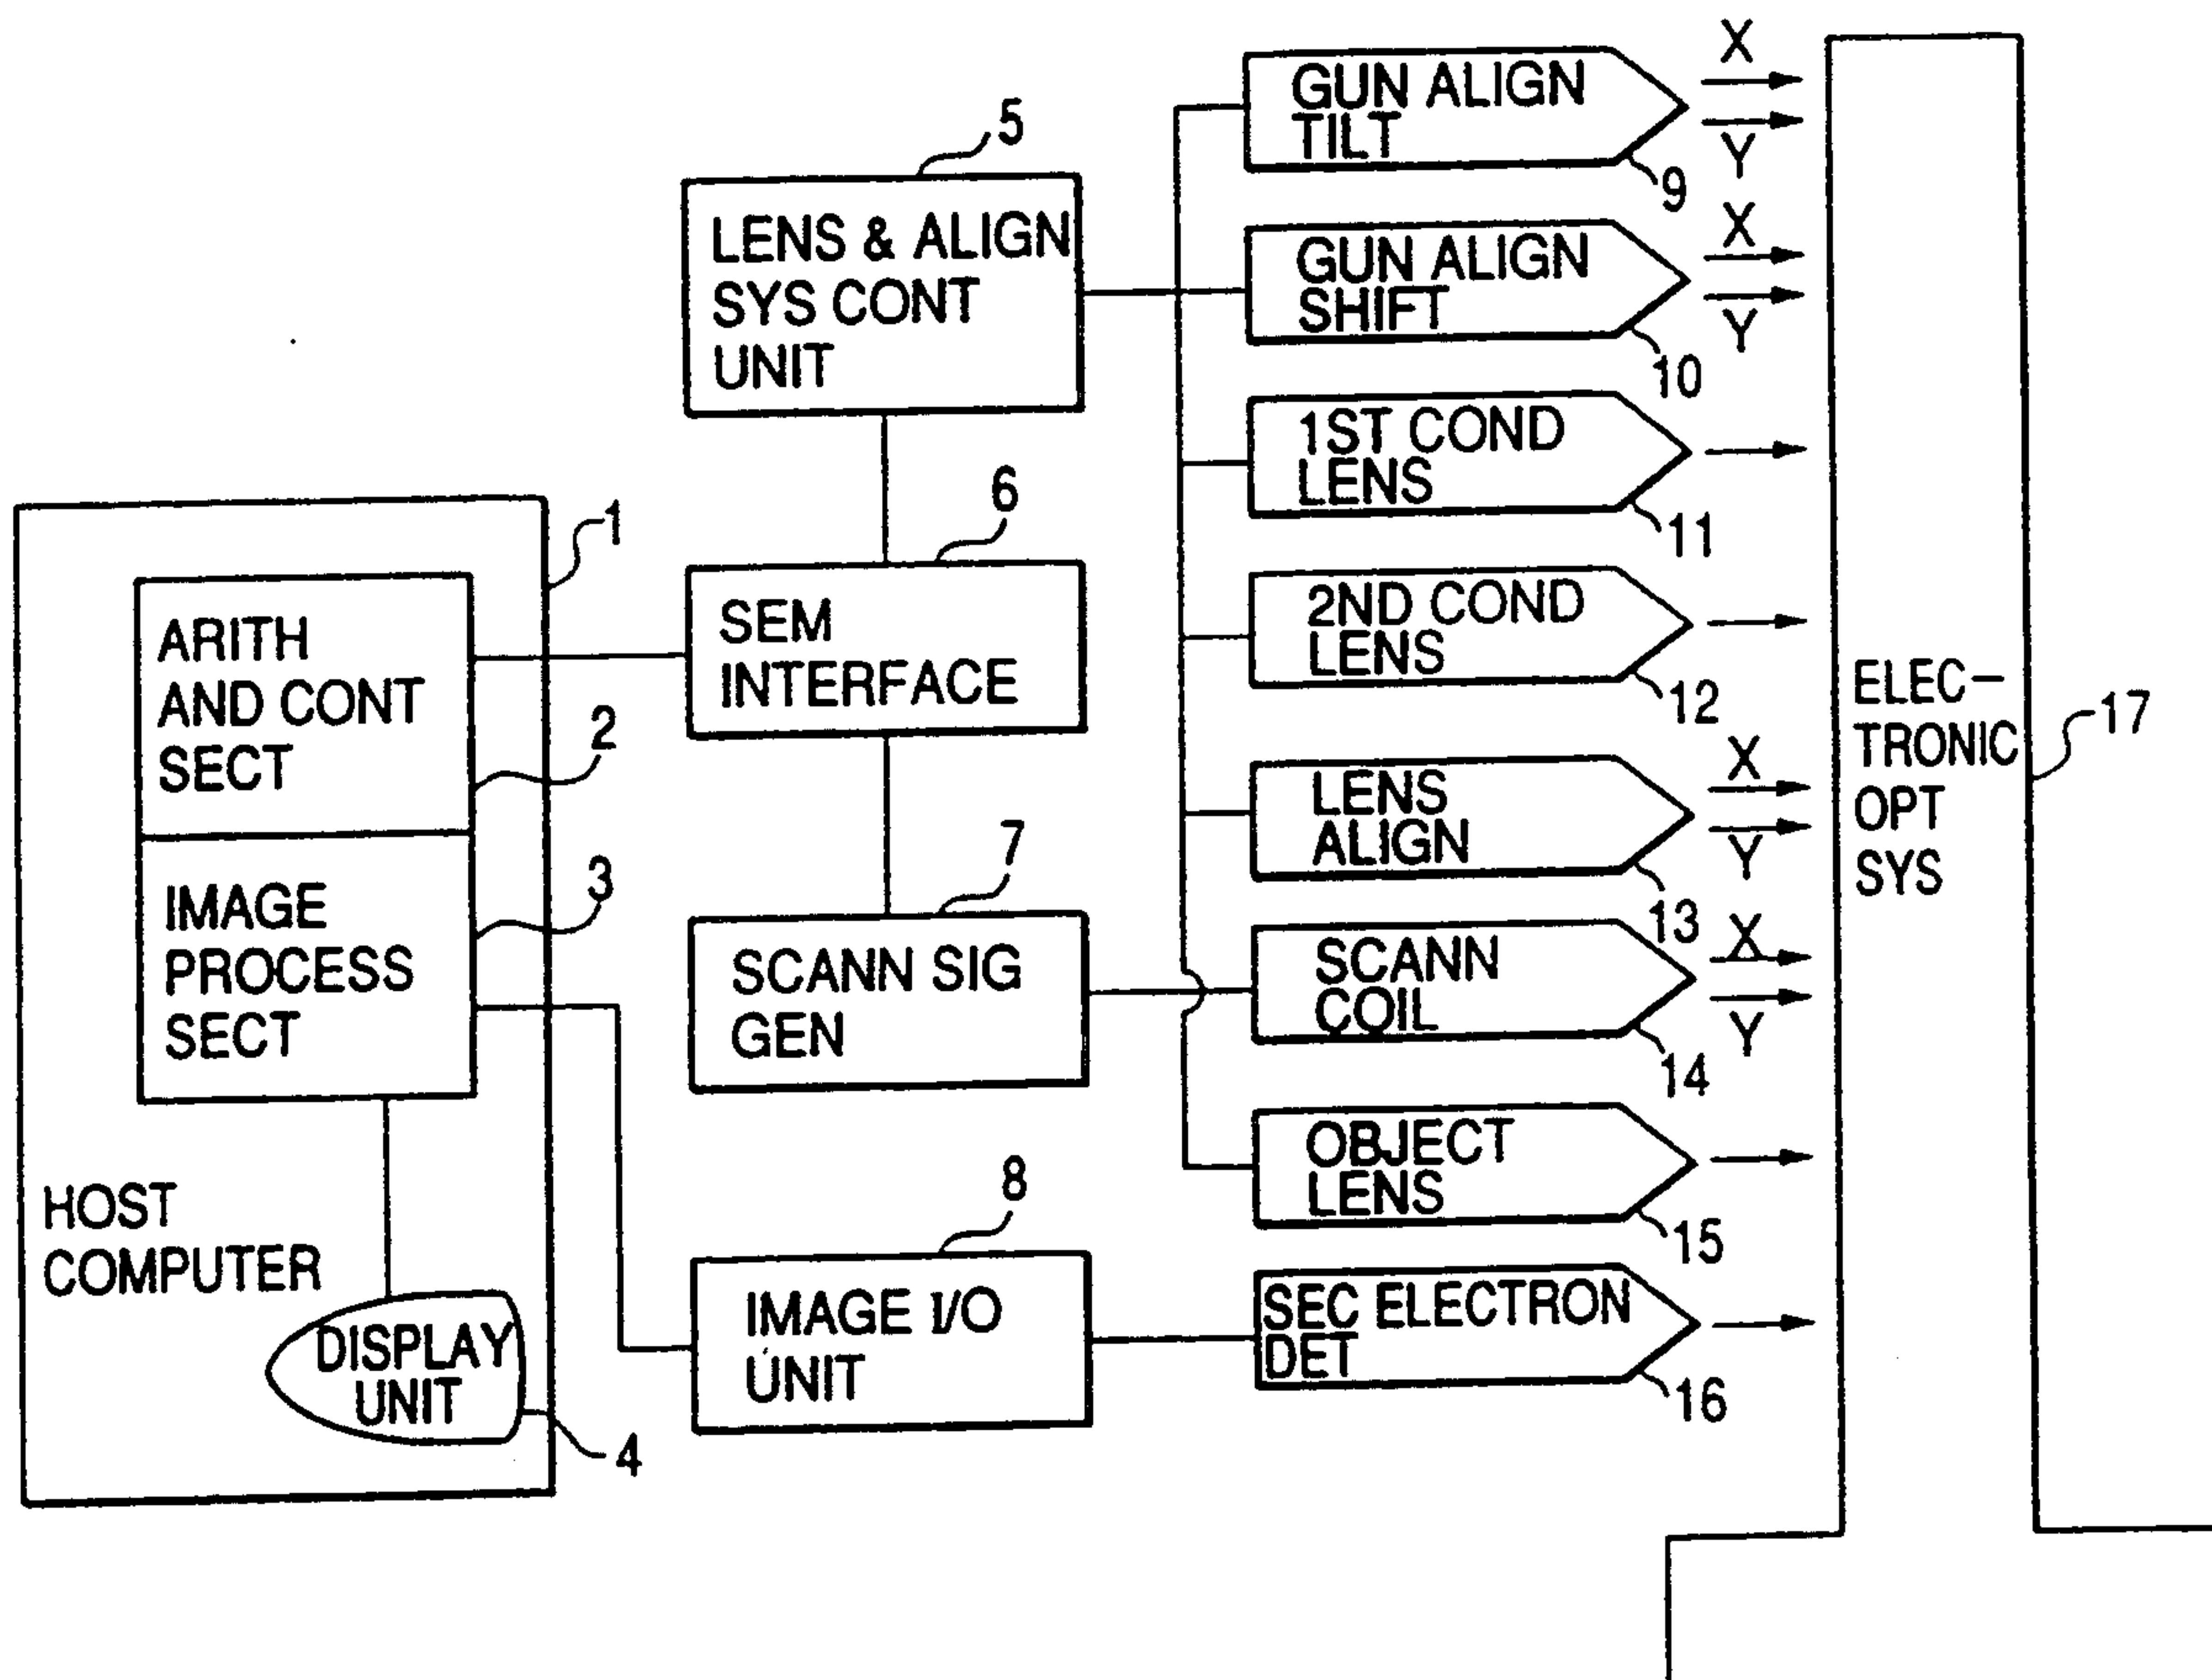 HOST
COMPUTER
1
ARITH
AND CONT
SECT
2
IMAGE
PROCESS
SECT
3
DISPLAY
UNIT
4
5
LENS & ALIGN
SYS CONT
UNIT
6
SEM
INTERFACE
7
SCANN SIG
GEN
8
IMAGE I/O
UNIT
GUN ALIGN
TILT
9
X
Y
GUN ALIGN
SHIFT
10
X
Y
1ST COND
LENS
11
2ND COND
LENS
12
LENS
ALIGN
13
X
Y
SCANN
COIL
14
X
Y
OBJECT
LENS
15
SEC ELECTRON
DET
16
ELEC-
TRONIC
OPT
SYS
17